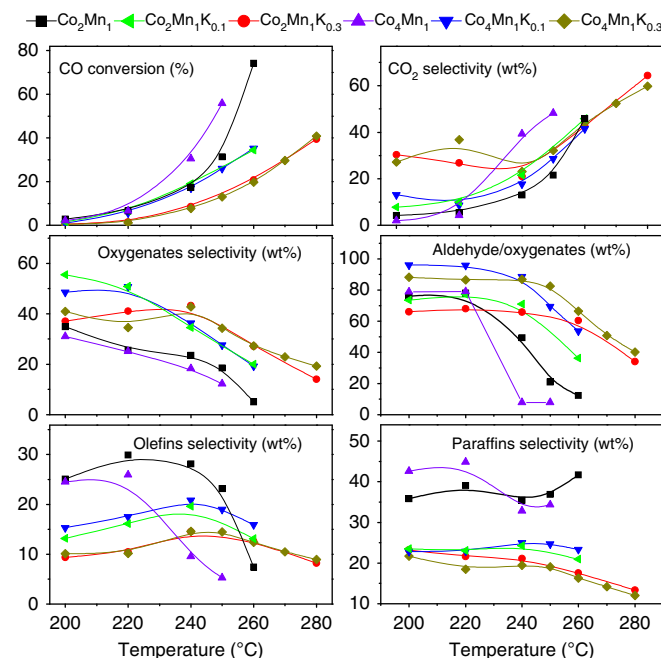 Co₂Mn₁ Co₂Mn₁K₀.₁ Co₂Mn₁K₀.₃ Co₄Mn₁ Co₄Mn₁K₀.₁ Co₄Mn₁K₀.₃
80
60
40
20
0
CO conversion (%)
60
40
20
0
CO₂ selectivity (wt%)
60
40
20
0
Oxygenates selectivity (wt%)
100
80
60
40
20
0
Aldehyde/oxygenates (wt%)
30
20
10
0
Olefins selectivity (wt%)
50
40
30
20
10
Paraffins selectivity (wt%)
200 220 240 260 280
200 220 240 260 280
Temperature (°C)
Temperature (°C)